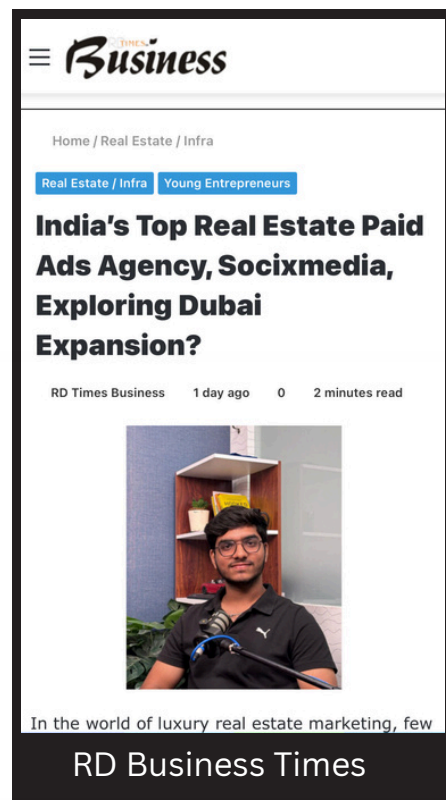 TIMES
Business
Home / Real Estate / Infra
Real Estate / Infra Young Entrepreneurs
India’s Top Real Estate Paid
Ads Agency, Socixmedia,
Exploring Dubai
Expansion?
RD Times Business 1 day ago 0 2 minutes read
In the world of luxury real estate marketing, few
RD Business Times